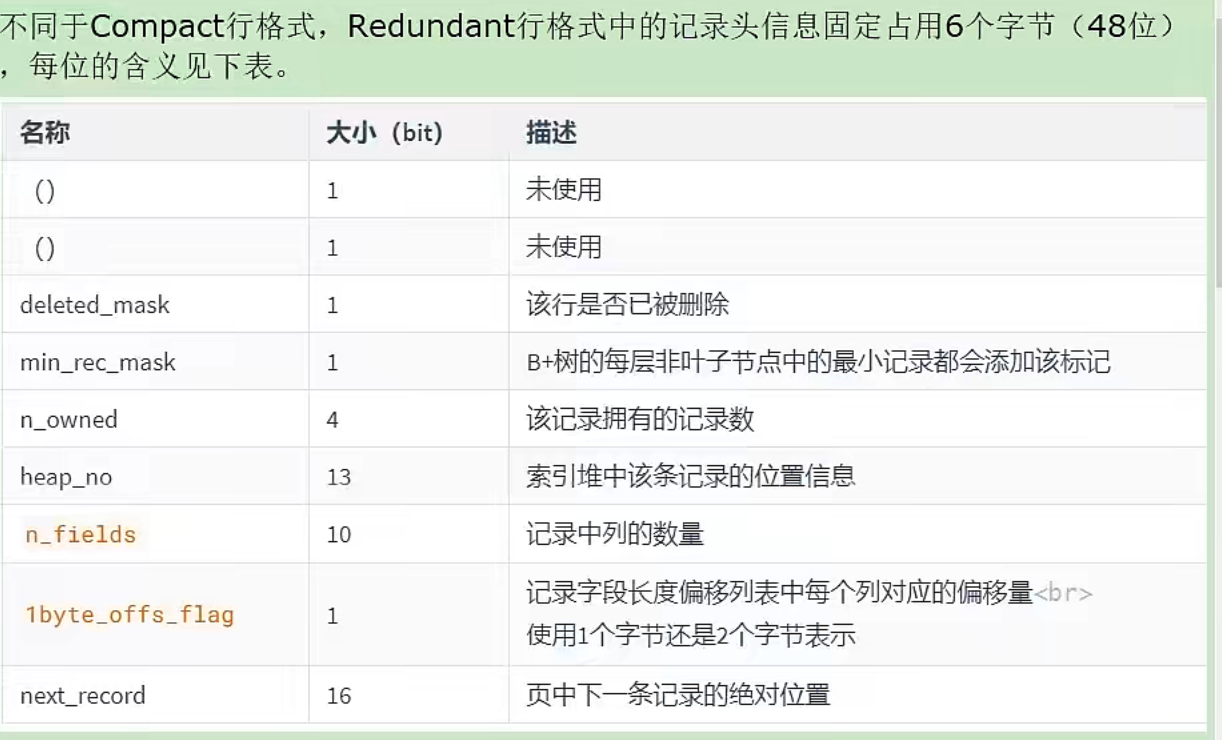 不同于Compact行格式，Redundant行格式中的记录头信息固定占用6个字节（48位）
，每位的含义见下表。
名称 大小（bit） 描述
() 1 未使用
() 1 未使用
deleted_mask 1 该行是否已被删除
min_rec_mask 1 B+树的每层非叶子节点中的最小记录都会添加该标记
n_owned 4 该记录拥有的记录数
heap_no 13 索引堆中该条记录的位置信息
n_fields 10 记录中列的数量
1byte_offs_flag 1 记录字段长度偏移列表中每个列对应的偏移量<br>
使用1个字节还是2个字节表示
next_record 16 页中下一条记录的绝对位置